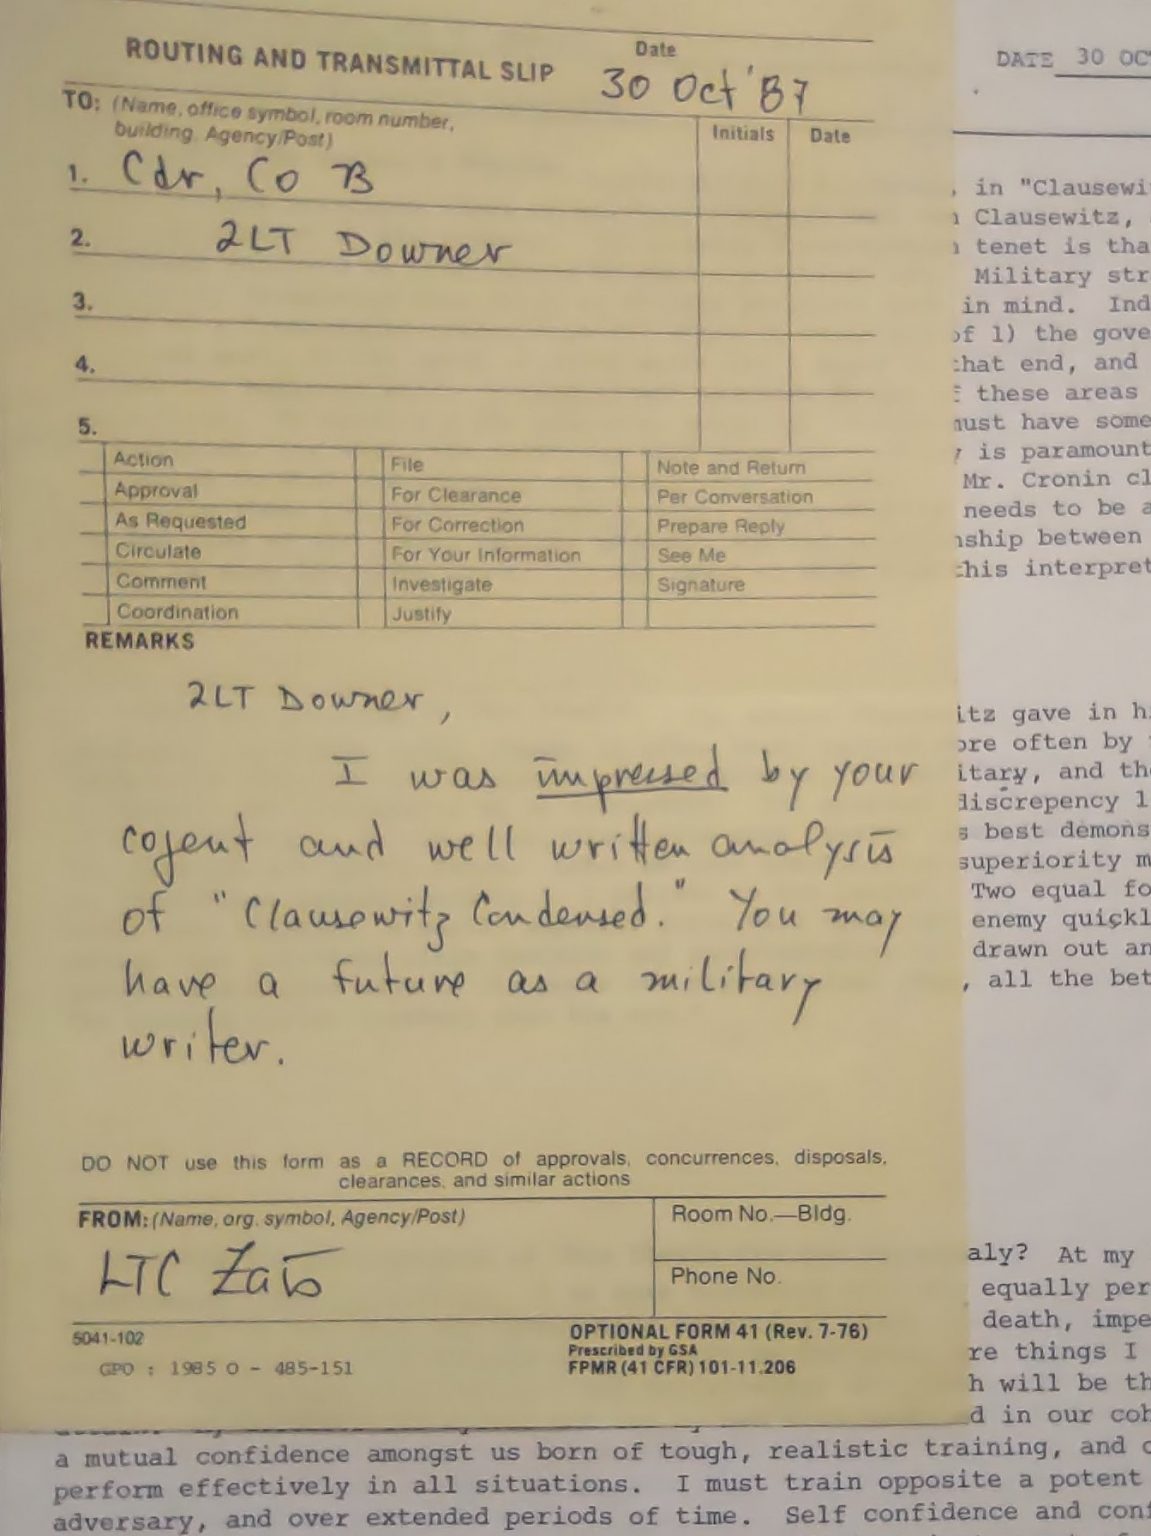 ROUTING AND TRANSMITTAL SLIP
Date
30 Oct '87
TO: (Name, office symbol, room number,
building, Agency/Post)
Initials
Date
1. Cdr, Co B
2. 2LT Downer
3.
4.
5.
Action File Note and Return
Approval For Clearance Per Conversation
As Requested For Correction Prepare Reply
Circulate For Your Information See Me
Comment Investigate Signature
Coordination Justify
REMARKS
2LT Downer,
I was impressed by your
cogent and well written analysis
of "Clausewitz Condensed." You may
have a future as a military
writer.
DO NOT use this form as a RECORD of approvals, concurrences, disposals,
clearances, and similar actions
FROM: (Name, org. symbol, Agency/Post)
Room No.—Bldg.
LTC
Phone No.
5041-102
GPO : 1985 O - 485-151
OPTIONAL FORM 41 (Rev. 7-76)
Prescribed by GSA
FPMR (41 CFR) 101-11.206
DATE 30 OC
, in "Clausewi
Clausewitz,
tenet is tha
Military str
in mind. Ind
of 1) the gove
that end, and
these areas
must have some
is paramount
Mr. Cronin cl
needs to be a
nship between
this interpret
itz gave in h
ore often by
itary, and the
discrepency l
s best demons
superiority m
Two equal fo
enemy quickl
drawn out an
, all the bet
aly? At my
equally per
death, impe
re things I
h will be th
d in our coh
a mutual confidence amongst us born of tough, realistic training, and
perform effectively in all situations. I must train opposite a potent
adversary, and over extended periods of time. Self confidence and conf